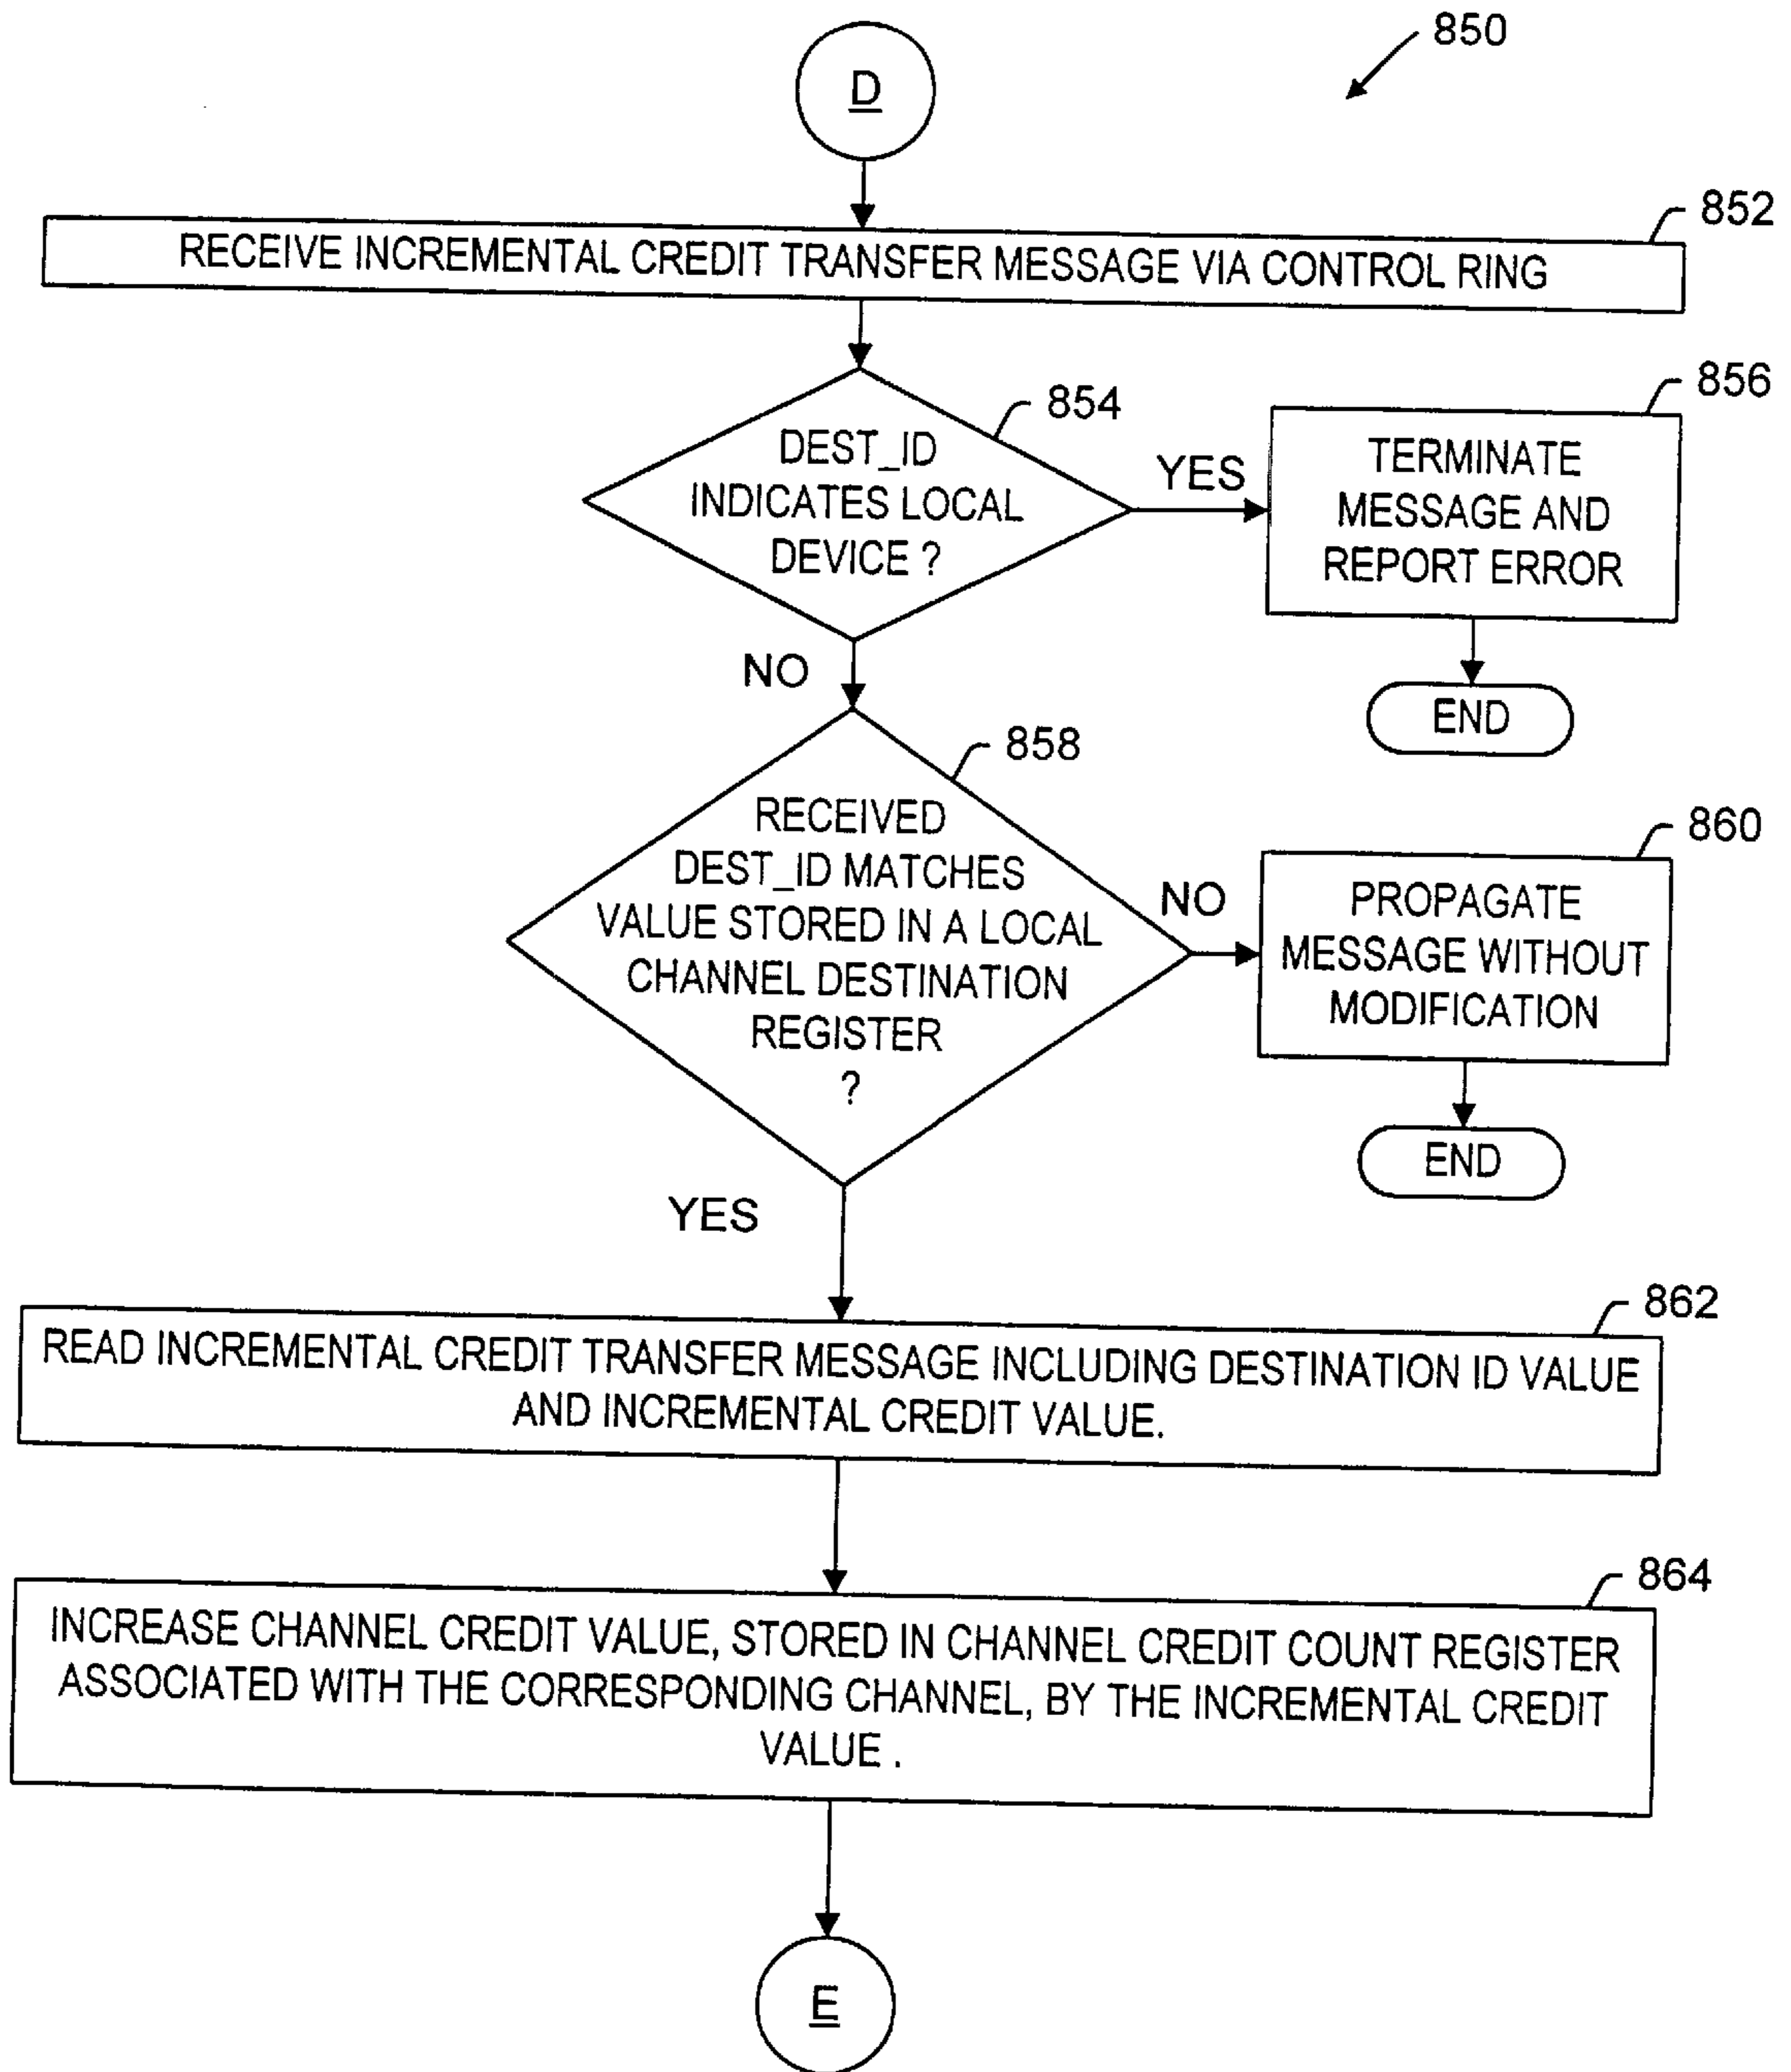 850
D
852
RECEIVE INCREMENTAL CREDIT TRANSFER MESSAGE VIA CONTROL RING
854
DEST_ID
INDICATES LOCAL
DEVICE ?
YES
856
TERMINATE
MESSAGE AND
REPORT ERROR
END
NO
858
RECEIVED
DEST_ID MATCHES
VALUE STORED IN A LOCAL
CHANNEL DESTINATION
REGISTER
?
NO
860
PROPAGATE
MESSAGE WITHOUT
MODIFICATION
END
YES
862
READ INCREMENTAL CREDIT TRANSFER MESSAGE INCLUDING DESTINATION ID VALUE
AND INCREMENTAL CREDIT VALUE.
864
INCREASE CHANNEL CREDIT VALUE, STORED IN CHANNEL CREDIT COUNT REGISTER
ASSOCIATED WITH THE CORRESPONDING CHANNEL, BY THE INCREMENTAL CREDIT
VALUE .
E